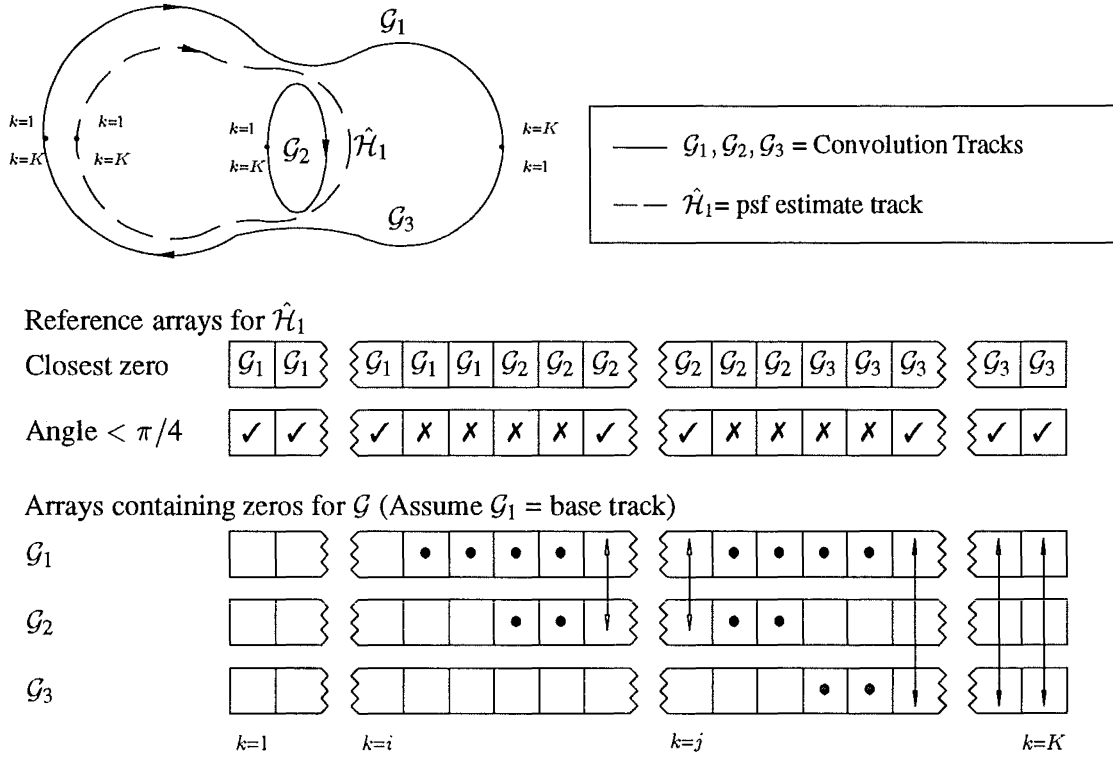 𝒢₁
k=1
k=1
k=K
k=K
k=1
k=K
𝒢₂
Ĥ₁
k=K
k=1
𝒢₃
𝒢₁, 𝒢₂, 𝒢₃ = Convolution Tracks
Ĥ₁= psf estimate track
Reference arrays for Ĥ₁
Closest zero 𝒢₁ 𝒢₁ 𝒢₁ 𝒢₁ 𝒢₁ 𝒢₂ 𝒢₂ 𝒢₂ 𝒢₂ 𝒢₂ 𝒢₂ 𝒢₃ 𝒢₃ 𝒢₃ 𝒢₃ 𝒢₃
Angle < π/4 ✓ ✓ ✓ ✗ ✗ ✗ ✗ ✓ ✓ ✗ ✗ ✗ ✗ ✓ ✓ ✓
Arrays containing zeros for 𝒢 (Assume 𝒢₁ = base track)
𝒢₁
𝒢₂
𝒢₃
k=1 k=i k=j k=K